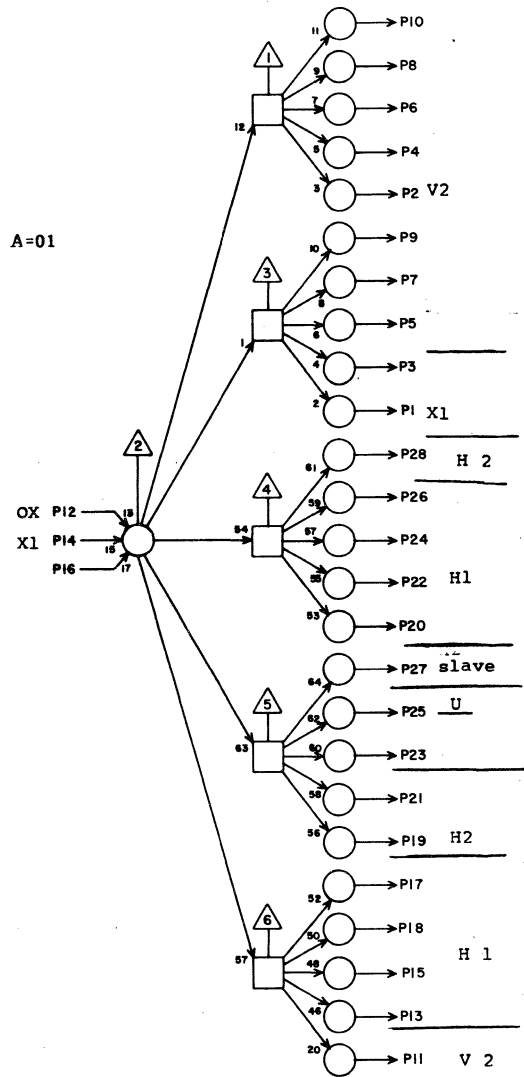 11 P10
1
9 P8
7 P6
12
5 P4
3 P2 V2
A=01
10 P9
3
8 P7
6 P5
1
4 P3
2 P1 X1
61 P28 H 2
2
4
59 P26
OX P12 13
54 57 P24
X1 P14 15
P16 17
55 P22 H1
53 P20
64 P27 slave
5
62 P25 U
63 60 P23
58 P21
56 P19 H2
52 P17
6
50 P18
H 1
57 48 P15
46 P13
20 P11 V 2